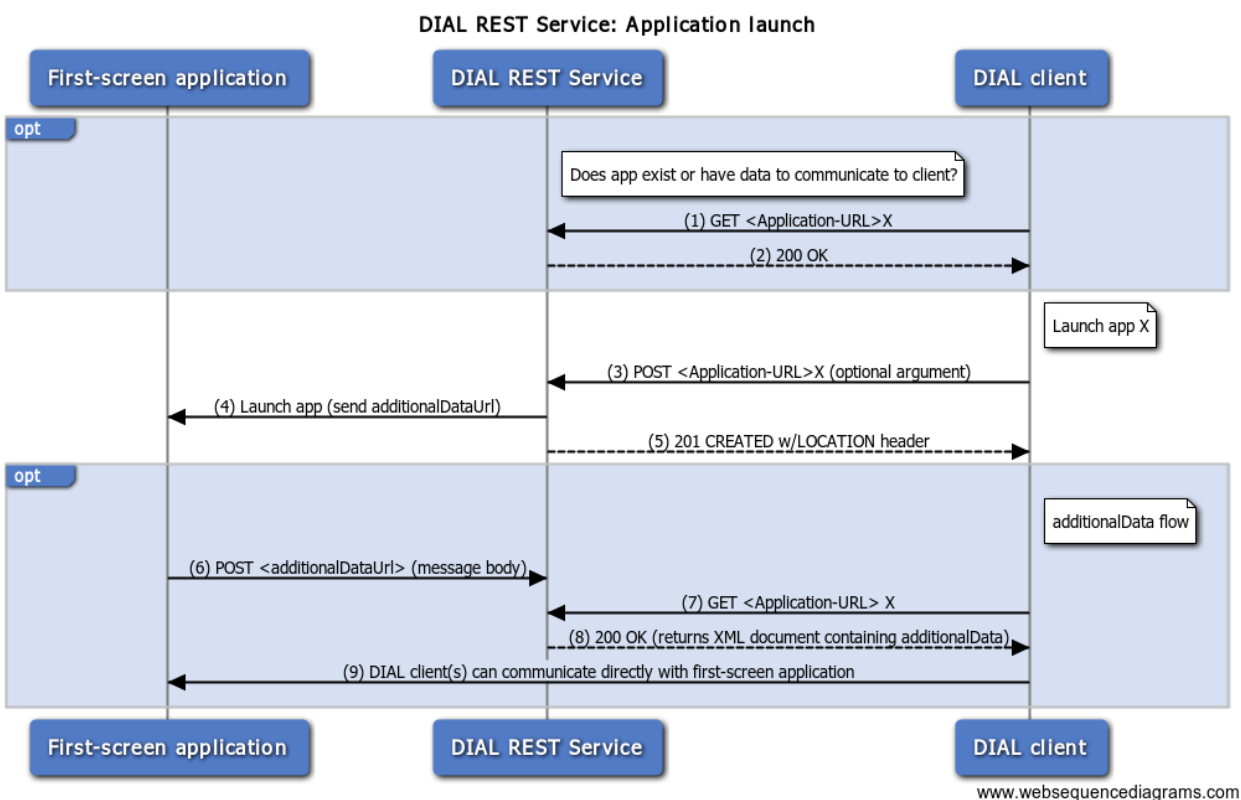 DIAL REST Service: Application launch
First-screen application
DIAL REST Service
DIAL client
opt
Does app exist or have data to communicate to client?
(1) GET <Application-URL>X
(2) 200 OK
Launch app X
(3) POST <Application-URL>X (optional argument)
(4) Launch app (send additionalDataUrl)
(5) 201 CREATED w/LOCATION header
opt
additionalData flow
(6) POST <additionalDataUrl> (message body)
(7) GET <Application-URL> X
(8) 200 OK (returns XML document containing additionalData)
(9) DIAL client(s) can communicate directly with first-screen application
First-screen application
DIAL REST Service
DIAL client
www.websequencediagrams.com